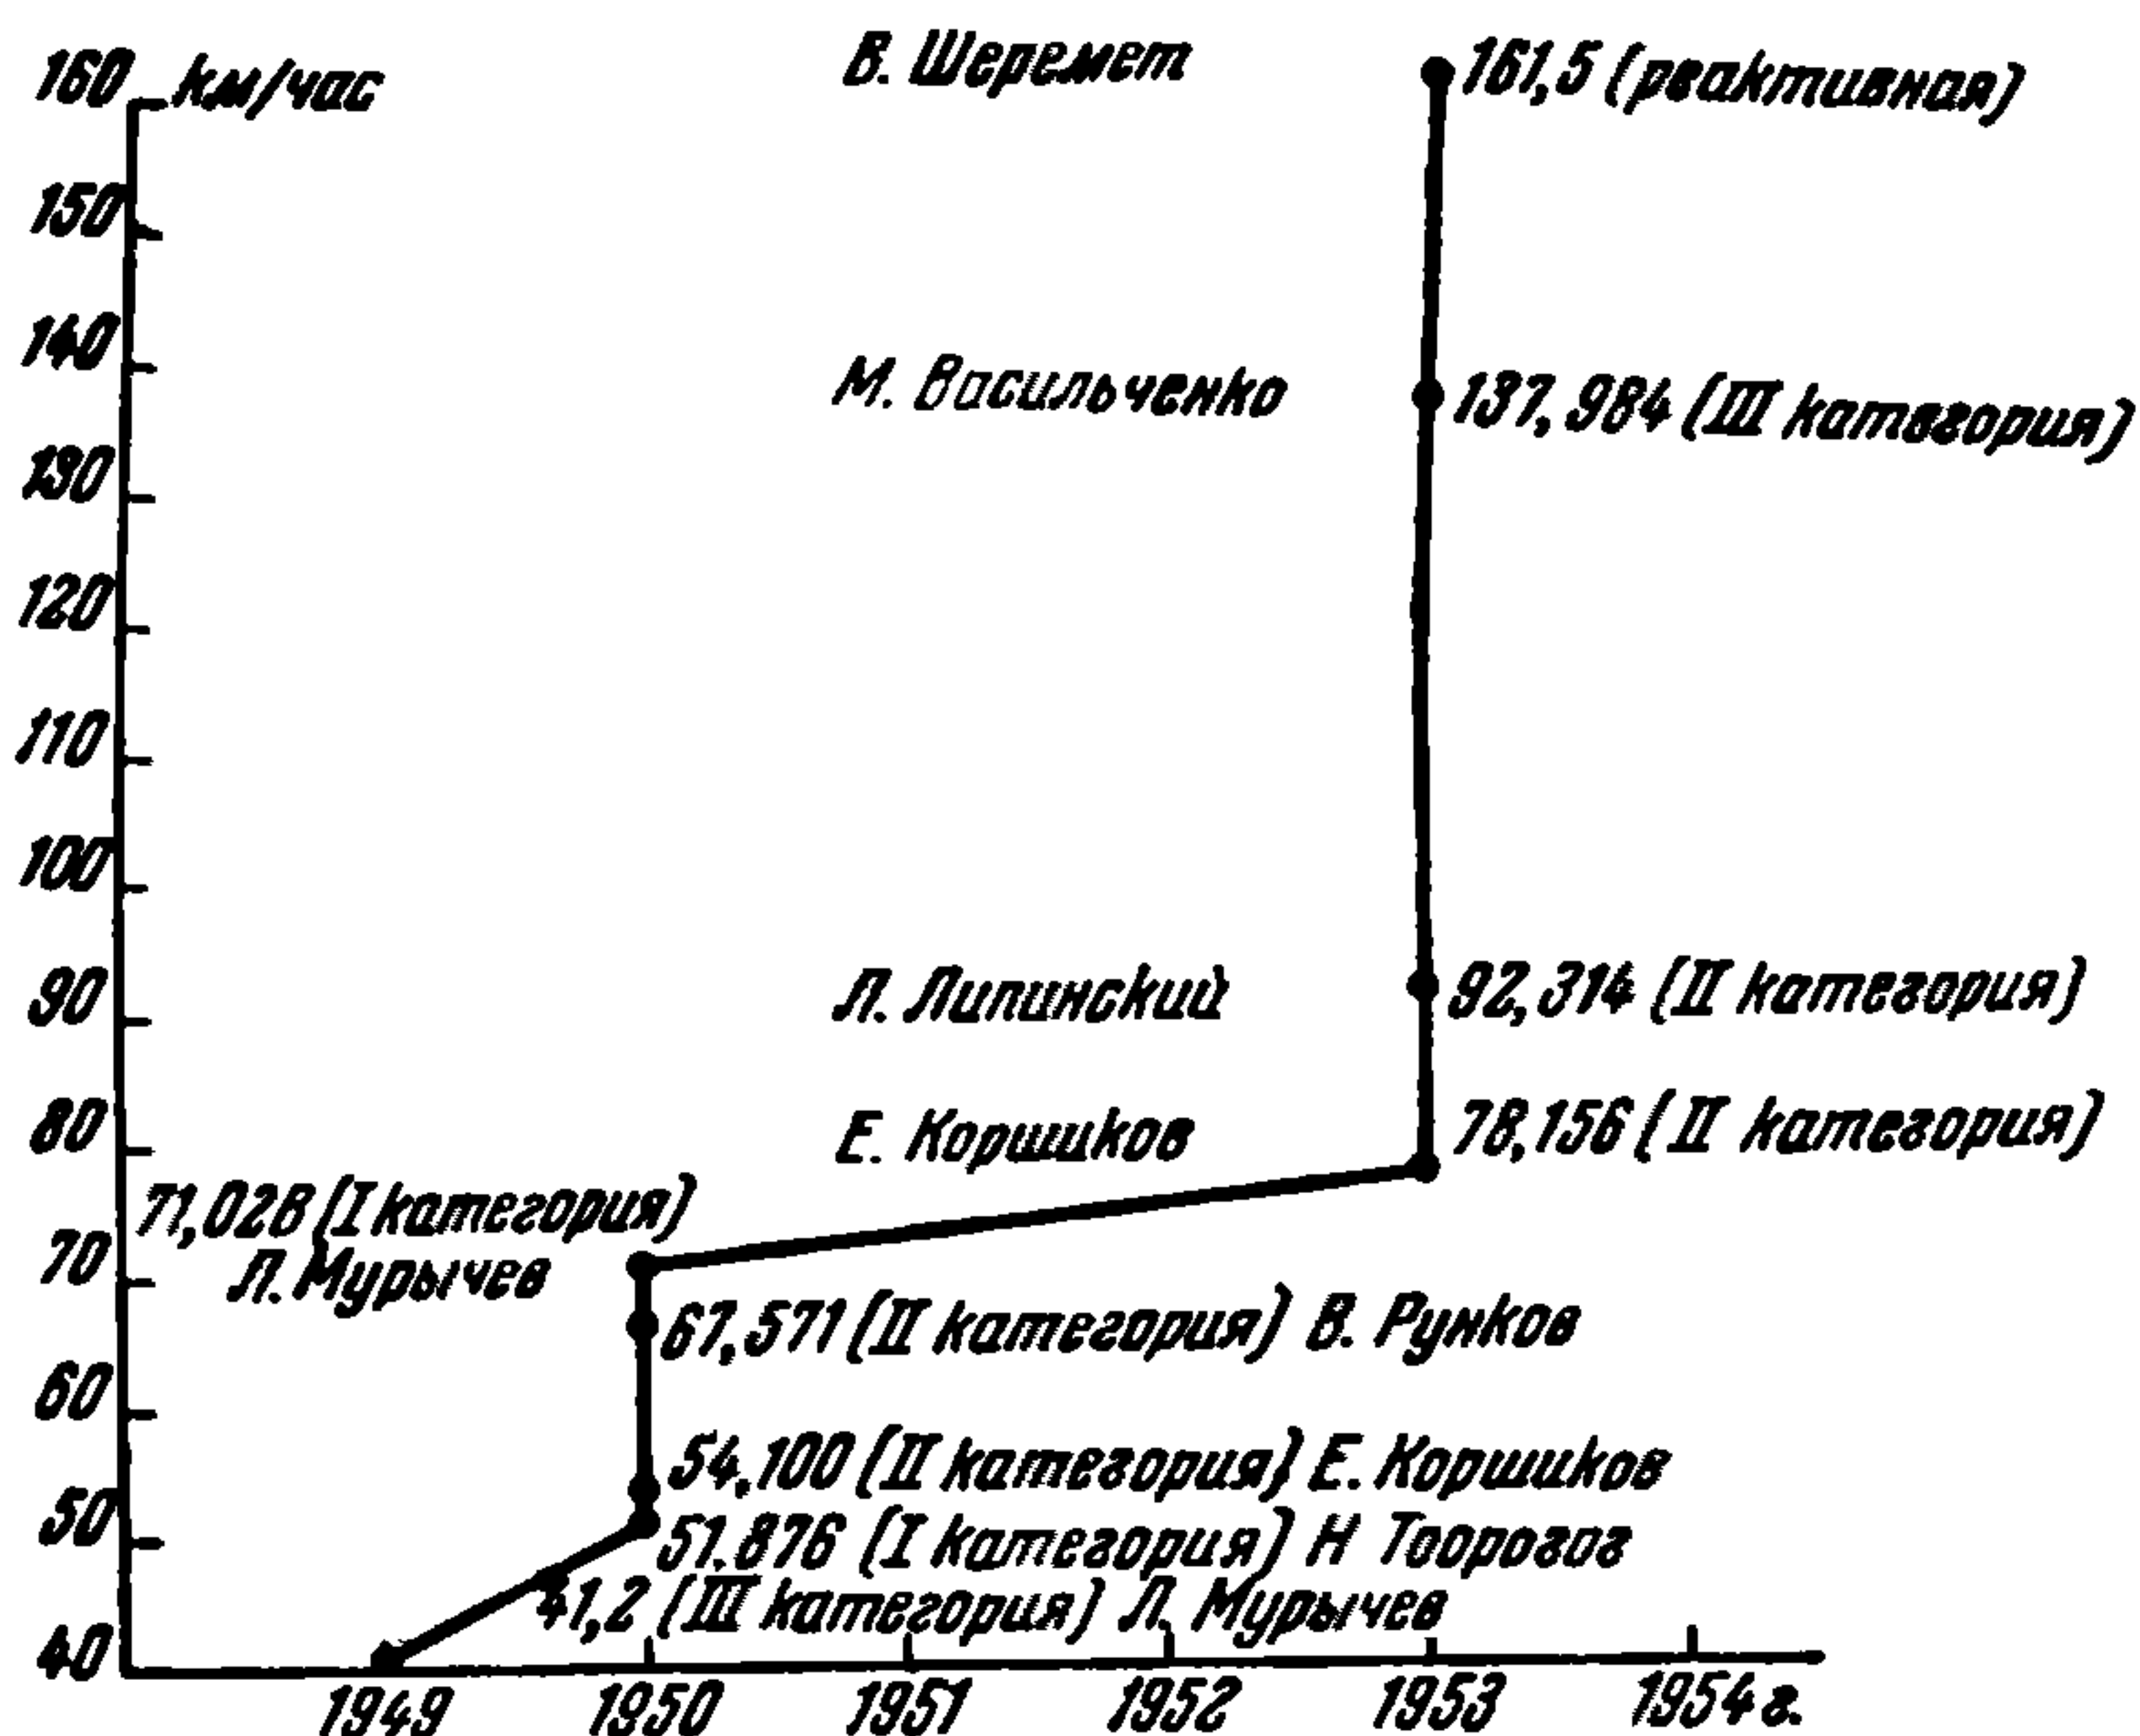 160 км/час
В. Шеремет 161,5 (реактивная)
150
140
М. Васильченко 137,984 (III категория)
130
120
110
100
90
Л. Липинский 92,314 (II категория)
80
Е. Коршиков 78,156 (II категория)
71,028 (I категория)
Л. Мурычев
70
67,571 (II категория) В. Рунков
60
54,100 (II категория) Е. Коршиков
50
51.876 (I категория) Н
41,2 (III категория) Л. Мурычев
40
1949 1950 1951 1952 1953 1954 г.